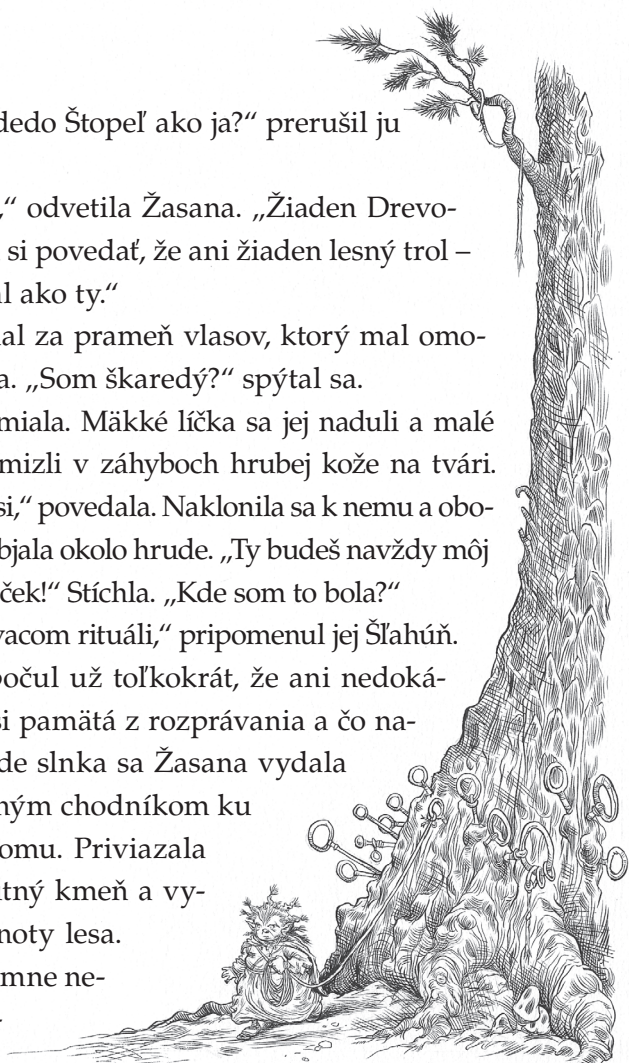 dedo Štopeľ ako ja?“ prerušil ju
,“ odvetila Žasana. „Žiaden Drevo-
si povedať, že ani žiaden lesný trol –
l ako ty.“
al za prameň vlasov, ktorý mal omo-
a. „Som škaredý?“ spýtal sa.
miala. Mäkké líčka sa jej naduli a malé
mizli v záhyboch hrubej kože na tvári.
si,“ povedala. Naklonila sa k nemu a obo-
bjala okolo hrude. „Ty budeš navždy môj
ček!“ Stíchla. „Kde som to bola?“
vacom rituáli,“ pripomenul jej Šľahúň.
počul už toľkokrát, že ani nedoká-
si pamätá z rozprávania a čo na-
de slnka sa Žasana vydala
ným chodníkom ku
omu. Priviazala
tný kmeň a vy-
noty lesa.
mne ne-